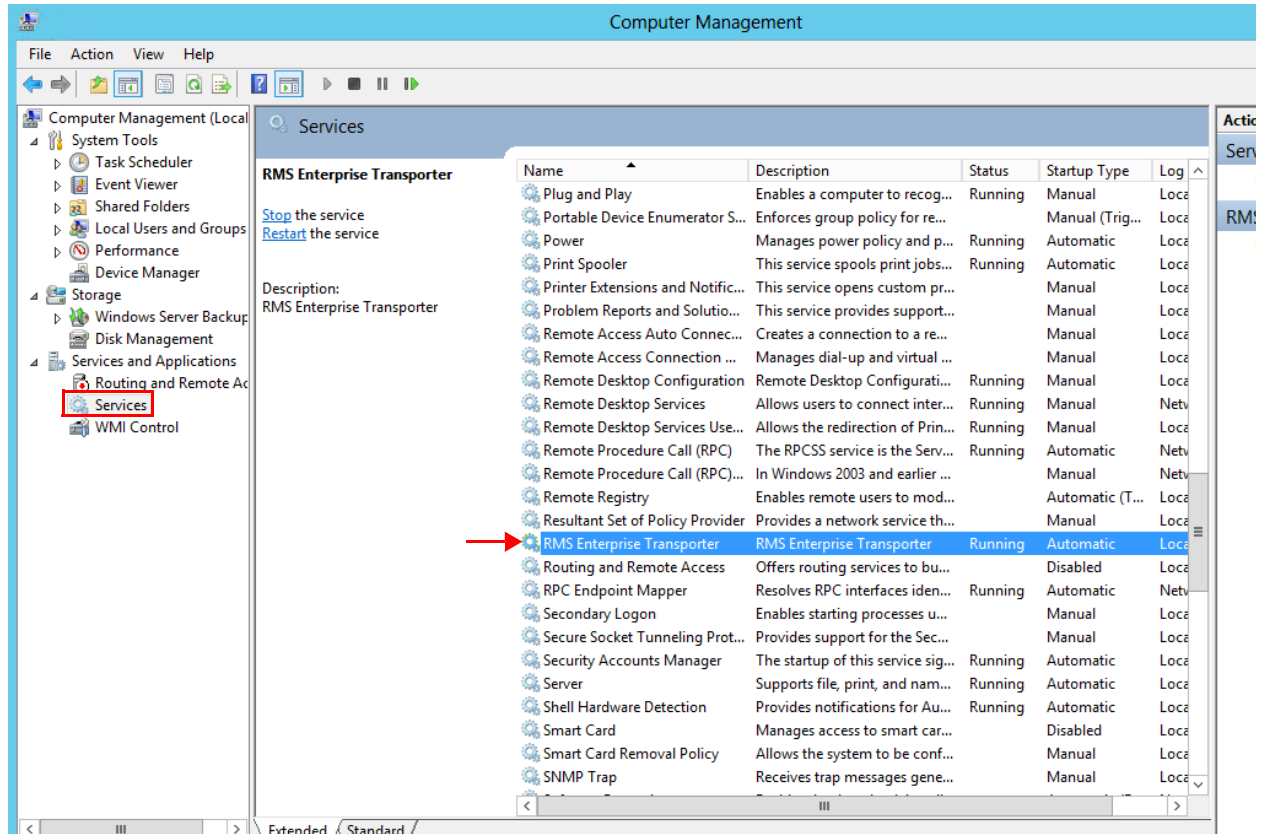 Computer Management
File Action View Help
Computer Management (Local
System Tools
Task Scheduler
Event Viewer
Shared Folders
Local Users and Groups
Performance
Device Manager
Storage
Windows Server Backup
Disk Management
Services and Applications
Routing and Remote Ac
Services
WMI Control
Services
RMS Enterprise Transporter
Stop the service
Restart the service
Description:
RMS Enterprise Transporter
Name Description Status Startup Type Log
Plug and Play Enables a computer to recog... Running Manual Loca
Portable Device Enumerator S... Enforces group policy for re... Manual (Trig... Loca
Power Manages power policy and p... Running Automatic Loca
Print Spooler This service spools print jobs... Running Automatic Loca
Printer Extensions and Notific... This service opens custom pr... Manual Loca
Problem Reports and Solutio... This service provides support... Manual Loca
Remote Access Auto Connec... Creates a connection to a re... Manual Loca
Remote Access Connection ... Manages dial-up and virtual ... Manual Loca
Remote Desktop Configuration Remote Desktop Configurati... Running Manual Loca
Remote Desktop Services Allows users to connect inter... Running Manual Netw
Remote Desktop Services Use... Allows the redirection of Prin... Running Manual Loca
Remote Procedure Call (RPC) The RPCSS service is the Serv... Running Automatic Netw
Remote Procedure Call (RPC)... In Windows 2003 and earlier ... Manual Netw
Remote Registry Enables remote users to mod... Automatic (T... Loca
Resultant Set of Policy Provider Provides a network service th... Manual Loca
RMS Enterprise Transporter RMS Enterprise Transporter Running Automatic Loca
Routing and Remote Access Offers routing services to bu... Disabled Loca
RPC Endpoint Mapper Resolves RPC interfaces iden... Running Automatic Netw
Secondary Logon Enables starting processes u... Manual Loca
Secure Socket Tunneling Prot... Provides support for the Sec... Manual Loca
Security Accounts Manager The startup of this service sig... Running Automatic Loca
Server Supports file, print, and nam... Running Automatic Loca
Shell Hardware Detection Provides notifications for Au... Running Automatic Loca
Smart Card Manages access to smart car... Disabled Loca
Smart Card Removal Policy Allows the system to be conf... Manual Loca
SNMP Trap Receives trap messages gene... Manual Loca
Extended Standard
Actic
Serv
RMS